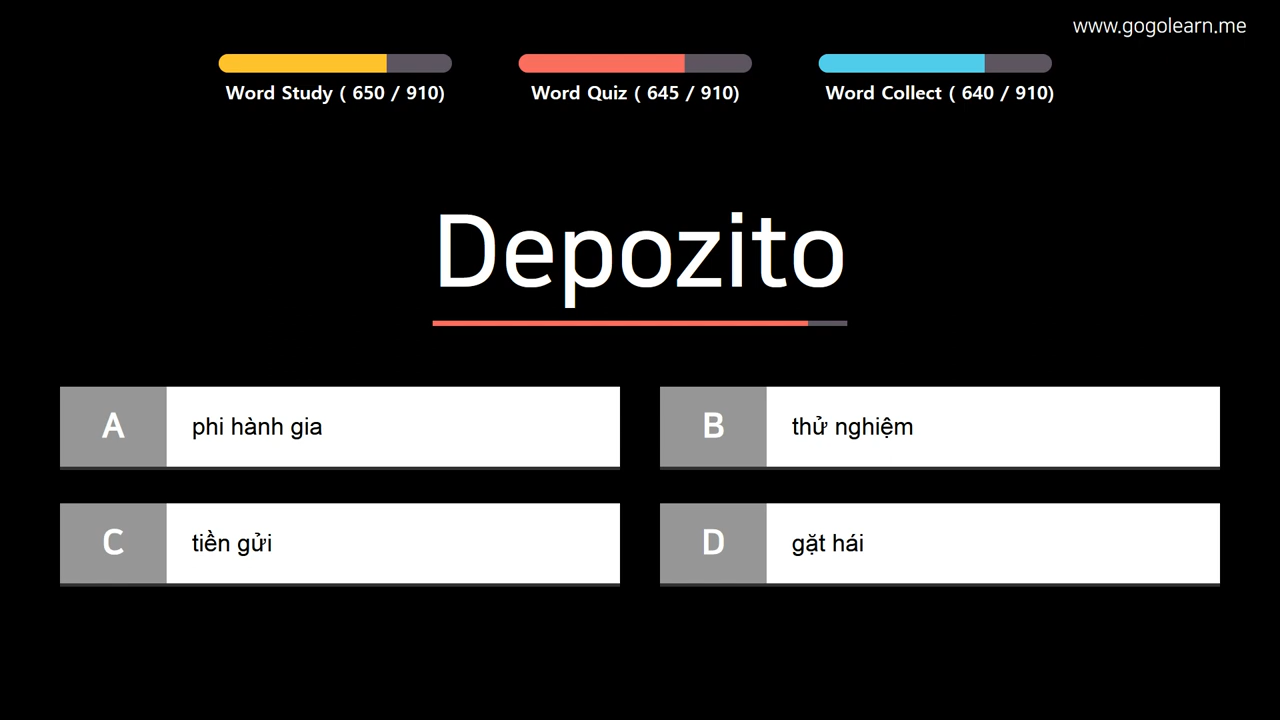 www.gogolearn.me
Word Study ( 650 / 910)
Word Quiz ( 645 / 910)
Word Collect ( 640 / 910)
Depozito
A
phi hành gia
B
thử nghiệm
C
tiền gửi
D
gặt hái